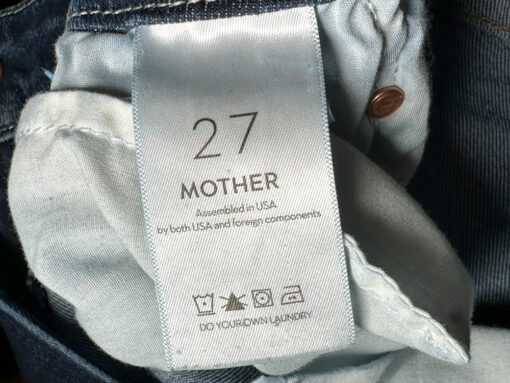 27
MOTHER
Assembled in USA
by both USA and foreign components
DO YOUR OWN LAUNDRY